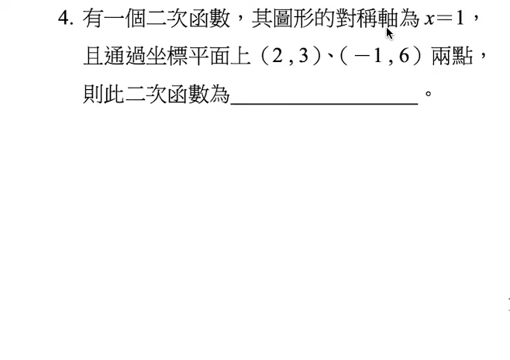 4. 有一個二次函數，其圖形的對稱軸為 x=1，
且通過坐標平面上（2 , 3）、（−1 , 6）兩點，
則此二次函數為＿＿＿＿＿＿＿＿＿。